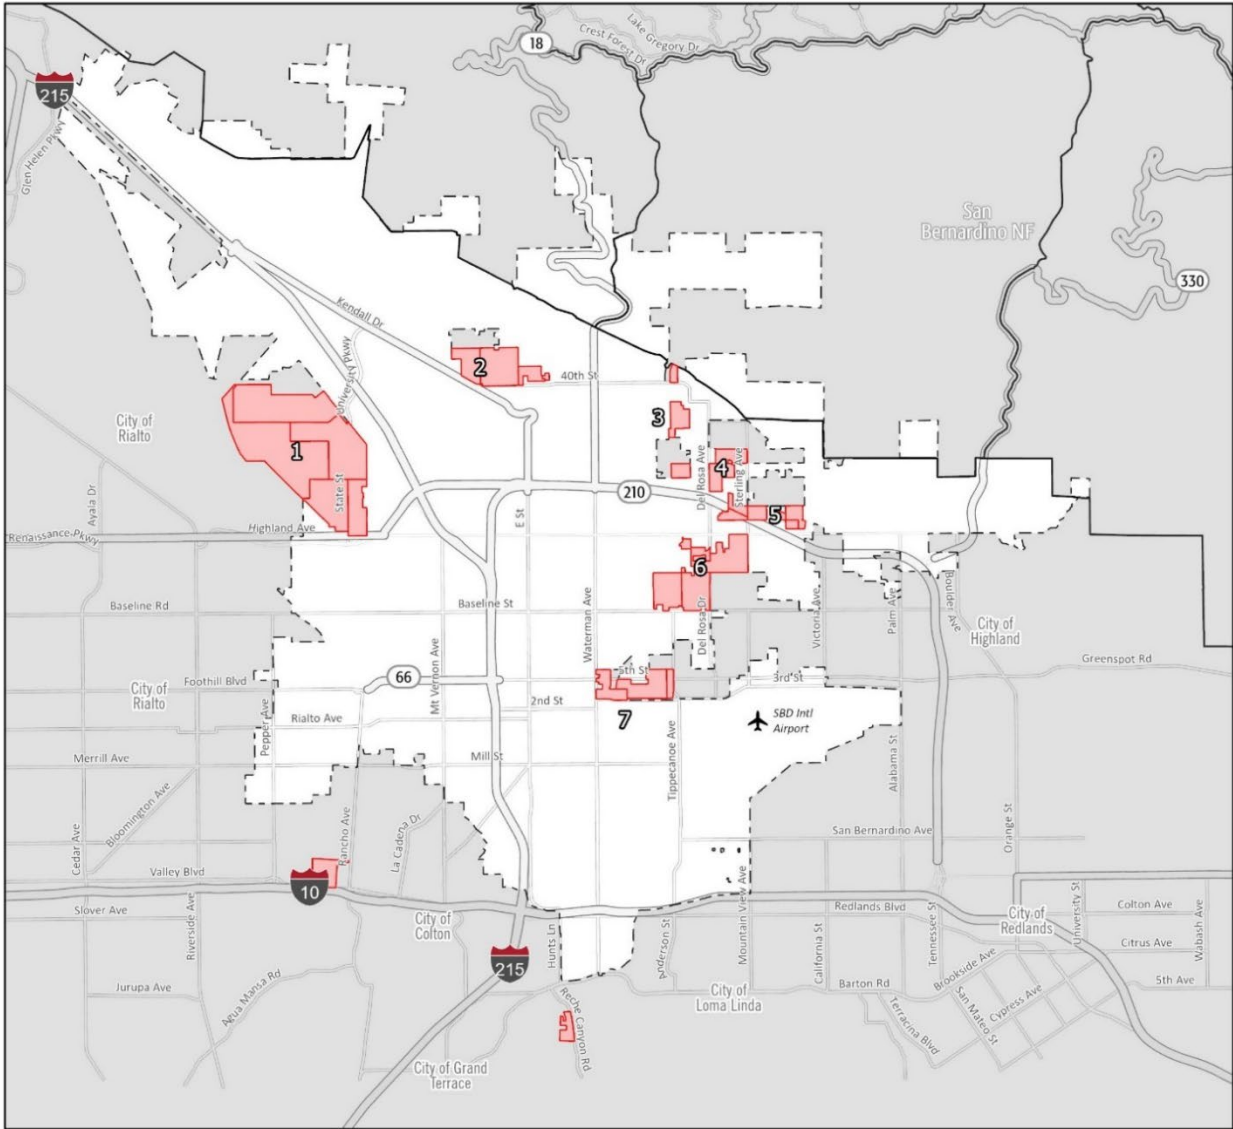 18
Lake Gregory Dr
Crest Forest Dr
215
Glen Helen Pkwy
San
Bernardino NF
330
Kendall Dr
University Pkwy
2
40th St
City of
Rialto
3
1
4
Del Rosa Ave
Sterling Ave
State St
Ayala Dr
210
E St
5
Highland Ave
Renaissance Pkwy
6
Baseline Rd
Baseline St
Waterman Ave
Del Rosa Dr
Victoria Ave
Palm Ave
Boulder Ave
City of
Highland
Mt Vernon Ave
Greenspot Rd
5th St
3rd St
66
Foothill Blvd
City of
Rialto
Pepper Ave
2nd St
Rialto Ave
7
SBD Intl
Airport
Merrill Ave
Mill St
Tippecanoe Ave
Alabama St
Bloomington Ave
Cedar Ave
Rancho Ave
La Cadena Dr
San Bernardino Ave
Orange St
Valley Blvd
10
Mountain View Ave
Slover Ave
Riverside Ave
City of
Colton
Hunts Ln
Anderson St
Redlands Blvd
California St
Tennessee St
City of
Redlands
University St
Colton Ave
Wabash Ave
Citrus Ave
215
Jurupa Ave
Agua Mansa Rd
City of
Loma Linda
Barton Rd
Brookside Ave
5th Ave
Reche Canyon Rd
Terracina Blvd
San Mateo St
Cypress Ave
City of Grand
Terrace